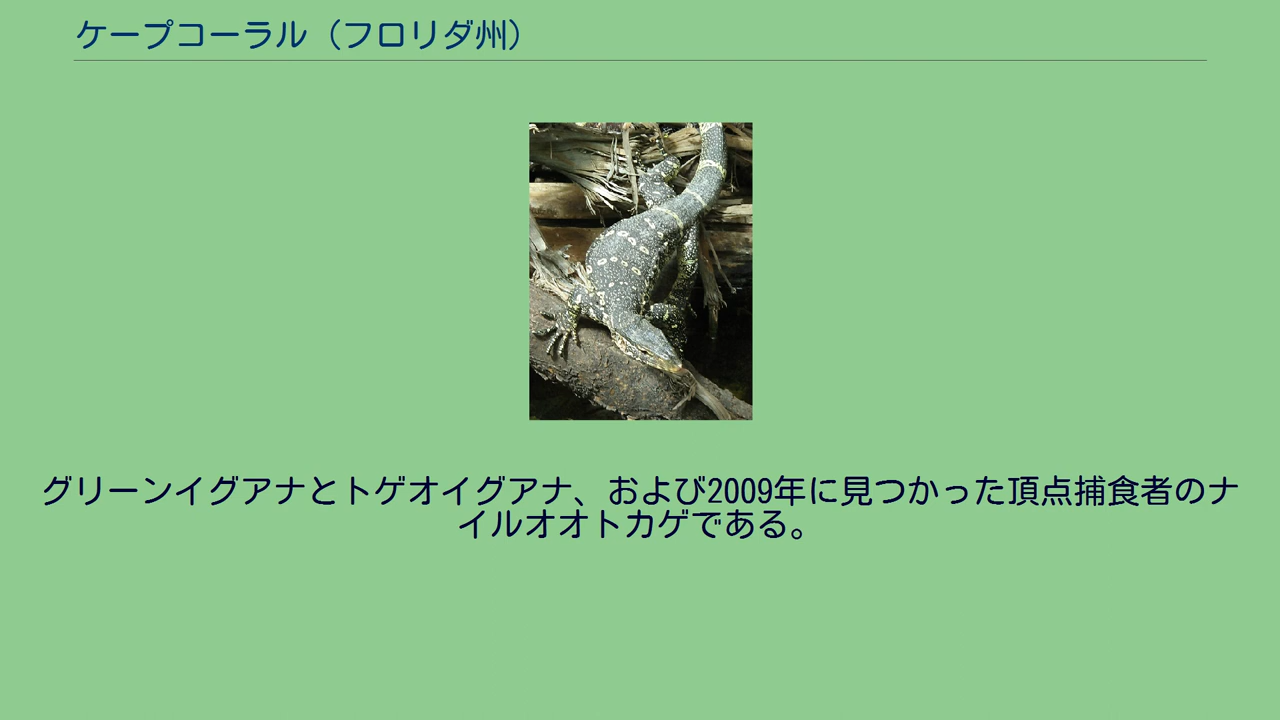 ケープコーラル（フロリダ州）
グリーンイグアナとトゲオイグアナ、および2009年に見つかった頂点捕食者のナ
イルオオトカゲである。